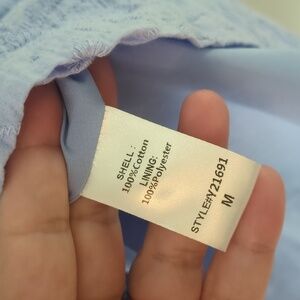 SHELL :
100%Cotton
LINING:
100%Polyester
STYLE#Y21691
M